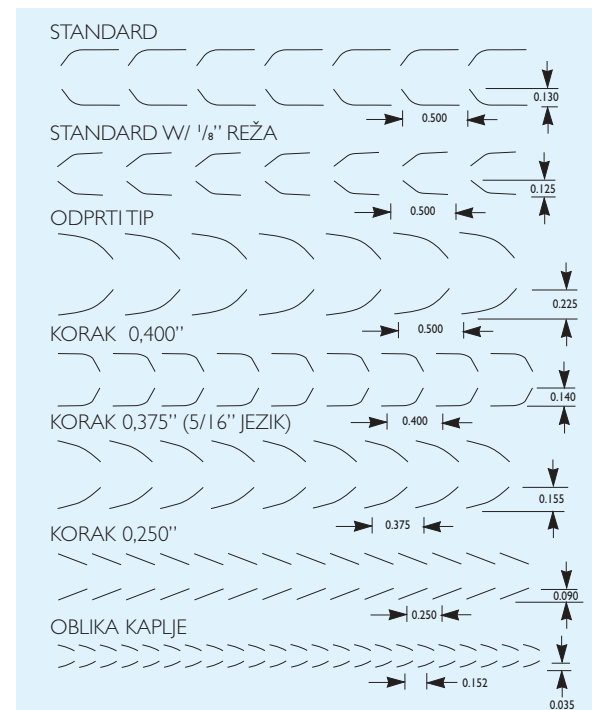 STANDARD
0.130
0.500
STANDARD W/ 1/8” REŽA
0.125
0.500
ODPRTI TIP
0.225
0.500
KORAK 0,400”
0.140
0.400
KORAK 0,375” (5/16” JEZIK)
0.155
0.375
KORAK 0,250”
0.090
0.250
OBLIKA KAPLJE
0.152
0.035